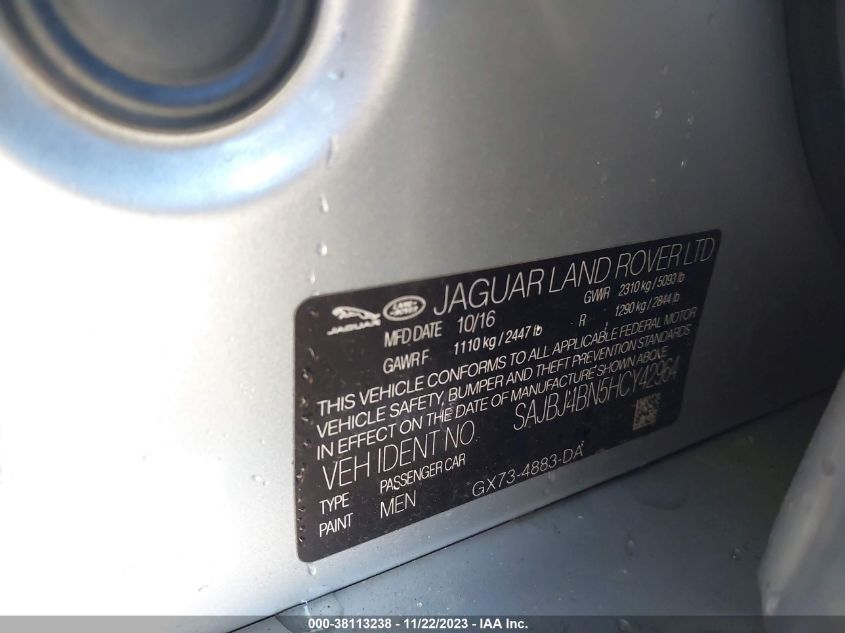 JAGUAR
LAND ROVER
JAGUAR LAND ROVER LTD
MFD DATE 10/16 GVWR 2310 kg / 5093 lb
GAWR F 1110 kg / 2447 lb R 1290 kg / 2844 lb
THIS VEHICLE CONFORMS TO ALL APPLICABLE FEDERAL MOTOR
VEHICLE SAFETY, BUMPER AND THEFT PREVENTION STANDARDS
IN EFFECT ON THE DATE OF MANUFACTURE SHOWN ABOVE
VEH IDENT NO. SAJBJ4BN5HCY42964
TYPE PASSENGER CAR
PAINT MEN GX73-4883-DA
000-38113238 - 11/22/2023 - IAA Inc.